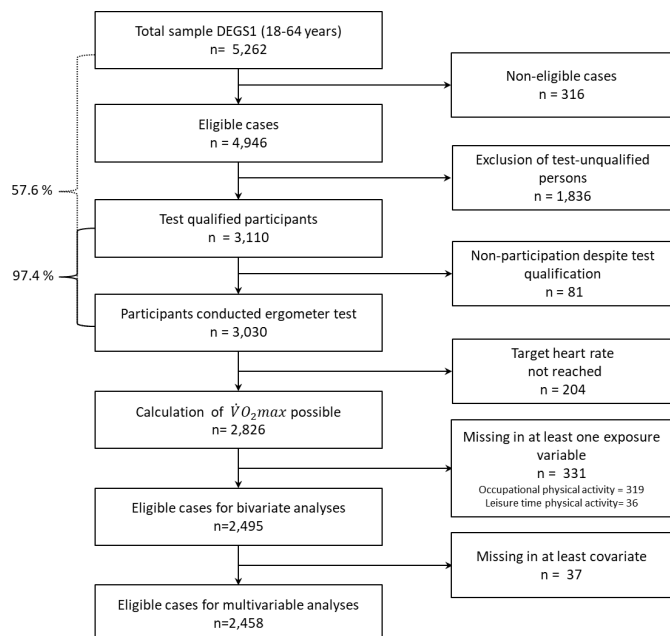 Total sample DEGS1 (18-64 years)
n= 5,262
Non-eligible cases
n = 316
Eligible cases
n = 4,946
Exclusion of test-unqualified
persons
n = 1,836
57.6 %
Test qualified participants
n = 3,110
Non-participation despite test
qualification
n = 81
97.4 %
Participants conducted ergometer test
n = 3,030
Target heart rate
not reached
n = 204
Calculation of V̇O₂max possible
n= 2,826
Missing in at least one exposure
variable
n = 331
Occupational physical activity = 319
Leisure time physical activity= 36
Eligible cases for bivariate analyses
n=2,495
Missing in at least covariate
n = 37
Eligible cases for multivariable analyses
n=2,458